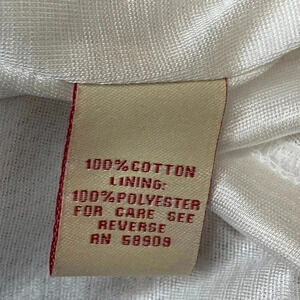 100%COTTON
LINING:
100%POLYESTER
FOR CARE SEE
REVERSE
RN 58909